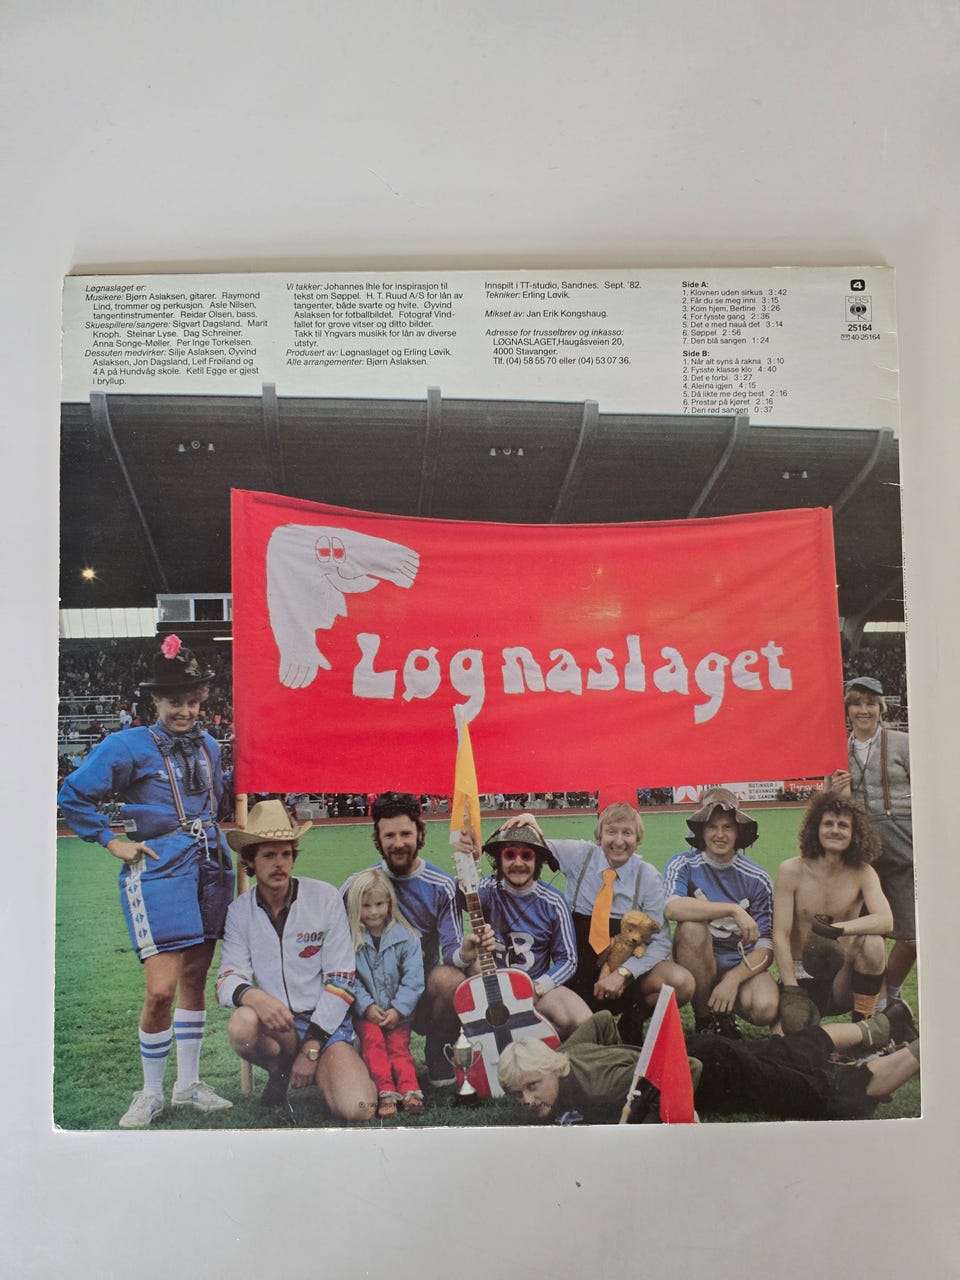 Løgnaslaget er:
Musikere: Bjørn Aslaksen, gitarer. Raymond
Lind, trommer og perkusjon. Asle Nilsen,
tangentinstrumenter. Reidar Olsen, bass.
Skuespillere/sangere: Sigvart Dagsland. Marit
Knoph. Steinar Lyse. Dag Schreiner.
Anna Songe-Møller. Per Inge Torkelsen.
Dessuten medvirker: Silje Aslaksen, Øyvind
Aslaksen, Jon Dagsland, Leif Frøiland og
4A på Hundvåg skole. Ketil Egge er gjest
i bryllup.
Vi takker: Johannes Ihle for inspirasjon til
tekst om Søppel. H. T. Ruud A/S for lån av
tangenter, både svarte og hvite. Øyvind
Aslaksen for fotballbildet. Fotograf Vind-
fallet for grove vitser og ditto bilder.
Takk til Yngvars musikk for lån av diverse
utstyr.
Produsert av: Løgnaslaget og Erling Løvik.
Alle arrangementer: Bjørn Aslaksen.
Innspilt i TT-studio, Sandnes. Sept. '82.
Tekniker: Erling Løvik.
Mikset av: Jan Erik Kongshaug.
Adresse for trusselbrev og inkasso:
LØGNASLAGET, Haugåsveien 20,
4000 Stavanger.
Tlf. (04) 58 55 70 eller (04) 53 07 36.
Side A:
1. Klovnen uden sirkus 3:42
2. Får du se meg inni 3:15
3. Kom hjem, Bertine 3:26
4. For fysste gang 2:36
5. Det e med nauå det 3:14
6. Søppel 2:56
7. Den blå sangen 1:24
Side B:
1. Når alt syns å rakna 3:10
2. Fysste klasse klo 4:40
3. Det e forbi 3:27
4. Aleina igjen 4:15
5. Då likte me deg best 2:16
6. Prestar på kjøret 2:16
7. Den rød sangen 0:37
4
CBS
25164
40-25164
Løgnaslaget
BUTIKKER I
STAVANGER
OG SANDNES
2002
3